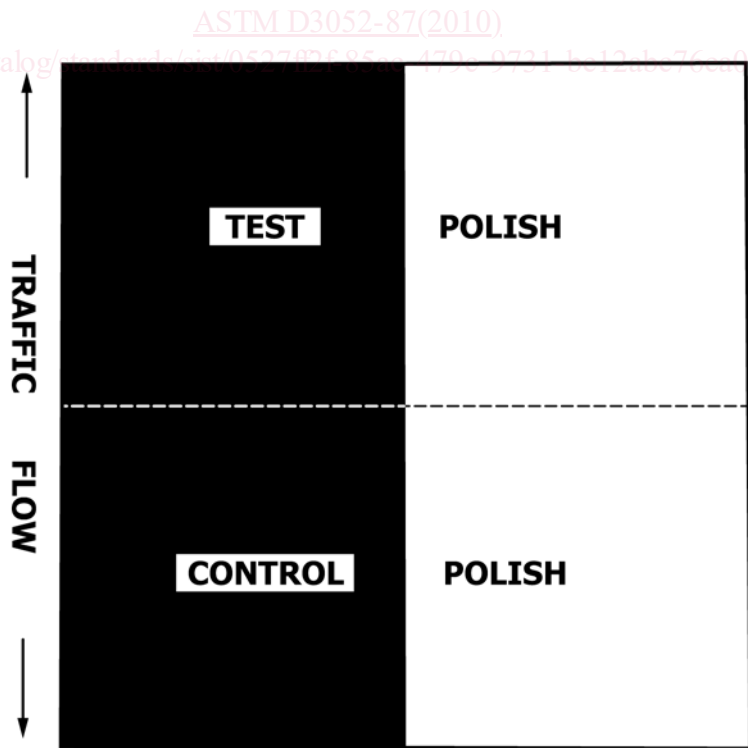 ASTM D3052-87(2010)
TEST POLISH
TRAFFIC FLOW
CONTROL POLISH